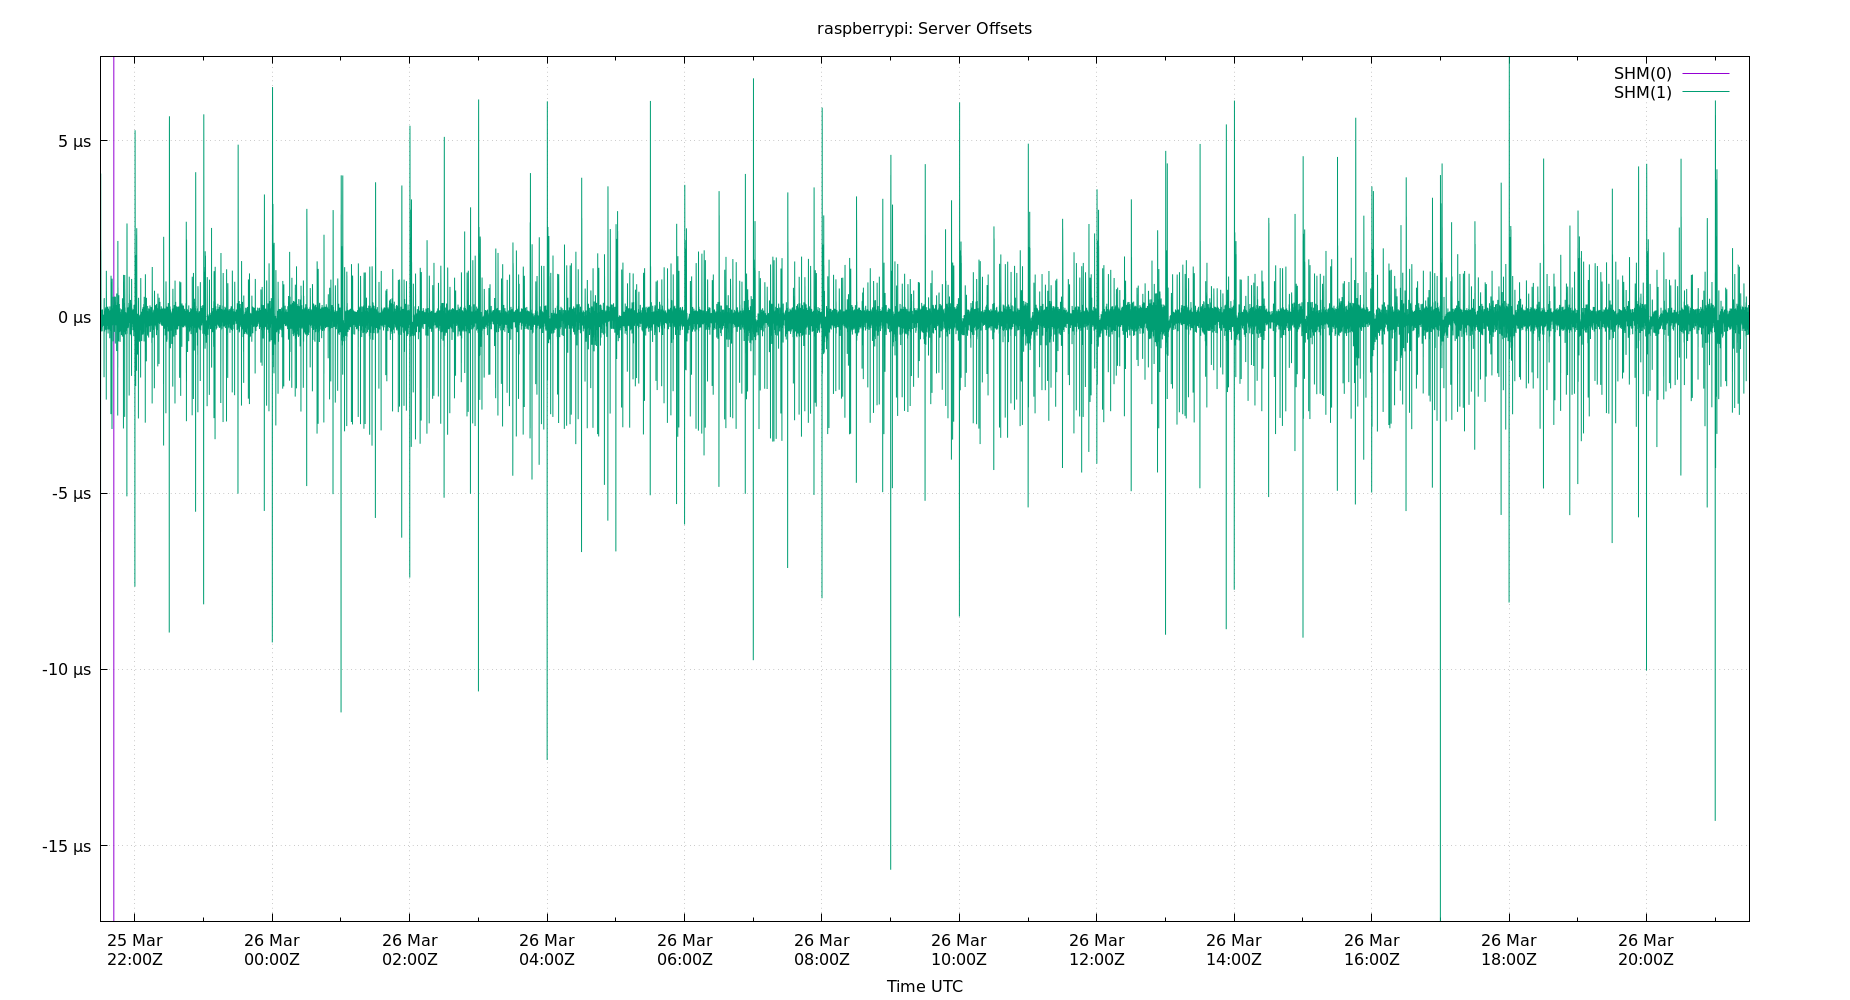 raspberrypi: Server Offsets
SHM(0)
SHM(1)
5 µs
0 µs
-5 µs
-10 µs
-15 µs
25 Mar 26 Mar 26 Mar 26 Mar 26 Mar 26 Mar 26 Mar 26 Mar 26 Mar 26 Mar 26 Mar 26 Mar
22:00Z 00:00Z 02:00Z 04:00Z 06:00Z 08:00Z 10:00Z 12:00Z 14:00Z 16:00Z 18:00Z 20:00Z
Time UTC